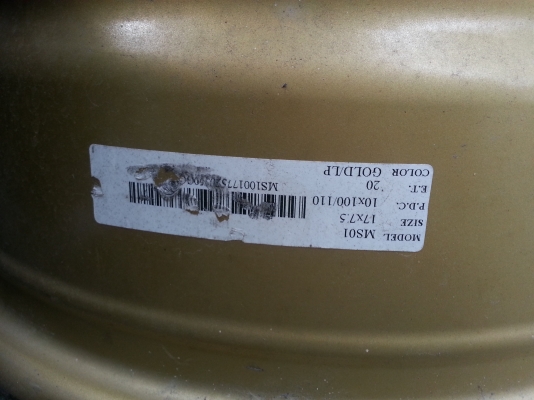 MODEL MS01
SIZE 17x7.5
P.D.C. 10x100/110
E.T. 20
COLOR GOLD/LP